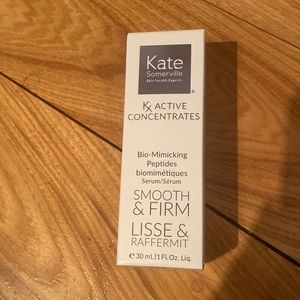 Kate
Somerville
Skin Health Experts
®
Kx ACTIVE
CONCENTRATES
Bio-Mimicking
Peptides
biomimétiques
Serum/Sérum
SMOOTH
& FIRM
LISSE &
RAFFERMIT
℮ 30 mL|1 Fl. Oz. Liq.